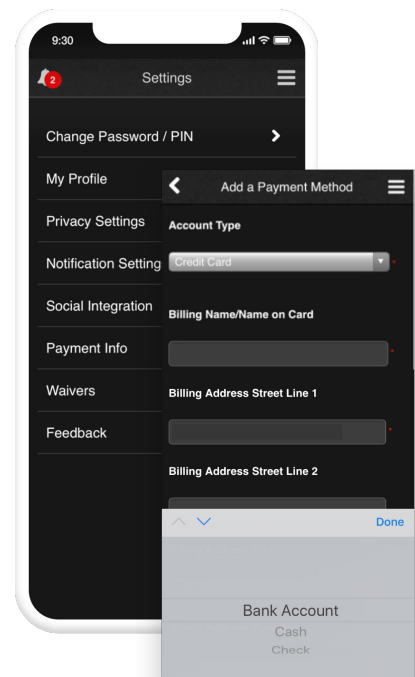 9:30
2
Settings
Change Password / PIN
My Profile
Privacy Settings
Notification Setting
Social Integration
Payment Info
Waivers
Feedback
Add a Payment Method
Account Type
Credit Card
*
Billing Name/Name on Card
*
Billing Address Street Line 1
*
Billing Address Street Line 2
Done
Bank Account
Cash
Check